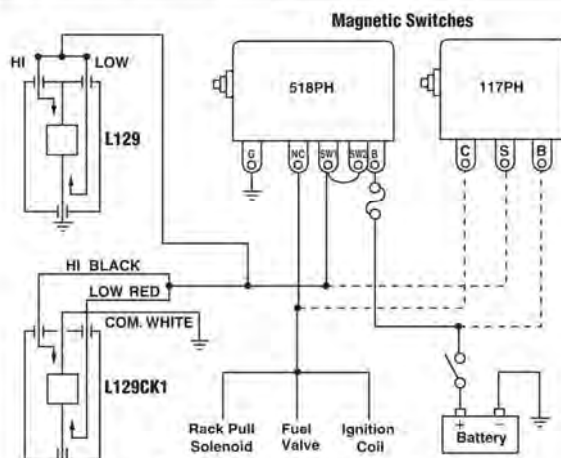 Magnetic Switches
HI
LOW
L129
518PH
117PH
G
NC
SW1
SW2
B
C
S
B
HI BLACK
LOW RED
COM. WHITE
L129CK1
Rack Pull
Solenoid
Fuel
Valve
Ignition
Coil
+
−
Battery